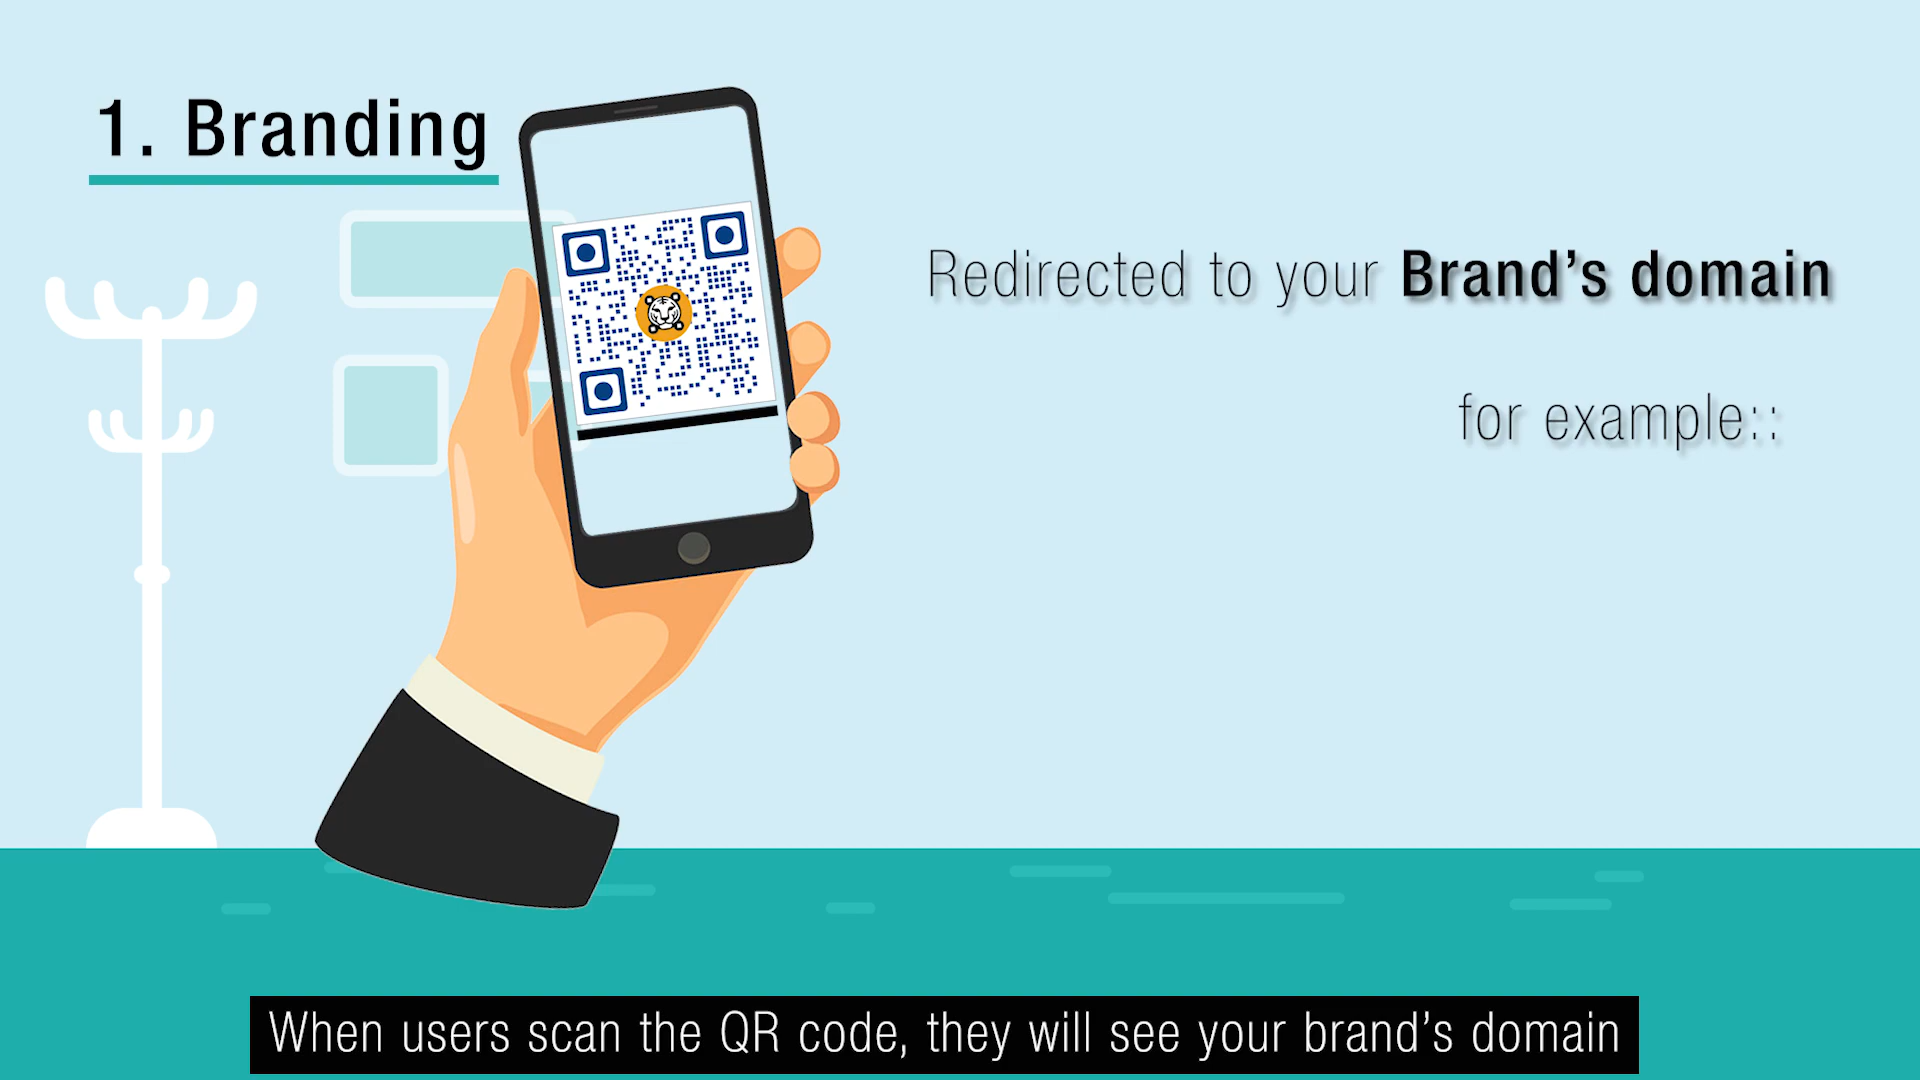 1. Branding
Redirected to your Brand’s domain
for example::
When users scan the QR code, they will see your brand’s domain